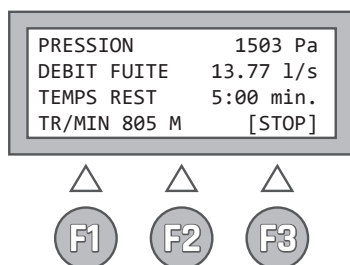 PRESSION 1503 Pa
DEBIT FUITE 13.77 l/s
TEMPS REST 5:00 min.
TR/MIN 805 M [STOP]
F1 F2 F3